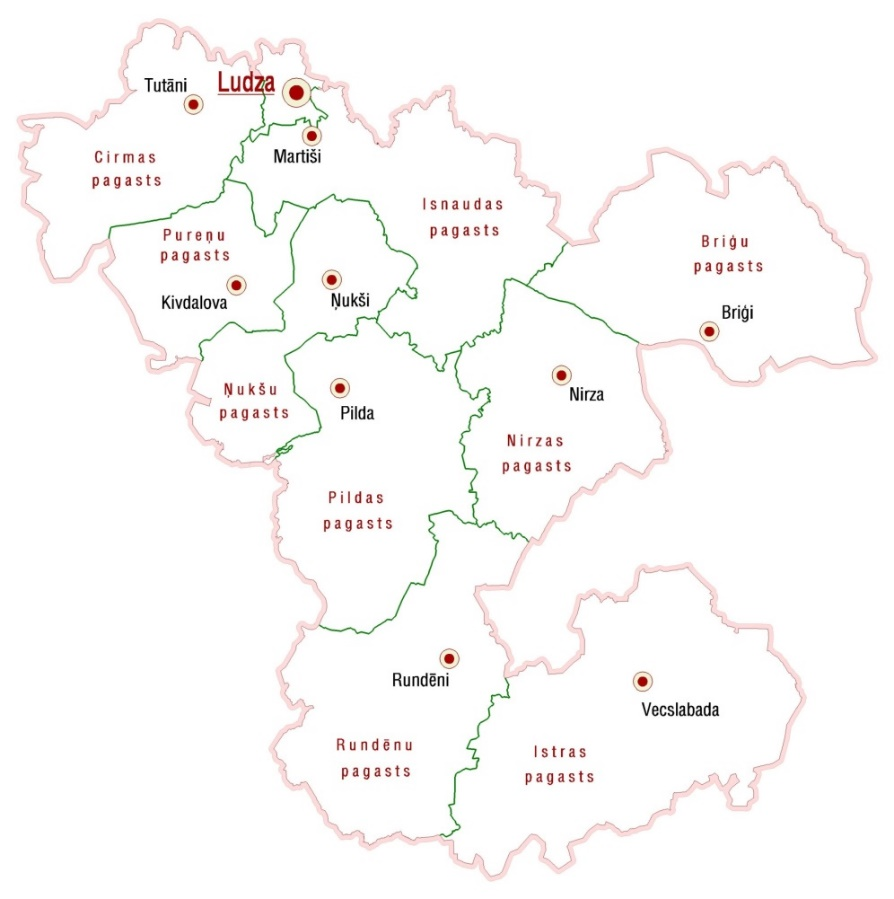 Ludza
Tutāni
Martiši
Cirmas
pagasts
Isnaudas
pagasts
Pureņu
pagasts
Briģu
pagasts
Kivdalova
Ņukši
Briģi
Ņukšu
pagasts
Pilda
Nirza
Nirzas
pagasts
Pildas
pagasts
Rundēni
Vecslabada
Rundēnu
pagasts
Istras
pagasts